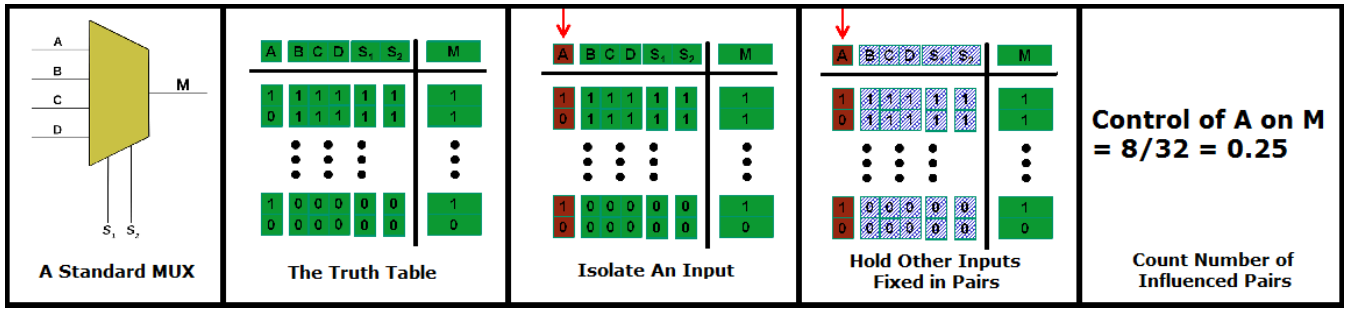 A
B
C
D
M
S₁ S₂
A Standard MUX
A B C D S₁ S₂ M
1 1 1 1 1 1 1
0 1 1 1 1 1 1
1 0 0 0 0 0 1
0 0 0 0 0 0 0
The Truth Table
A B C D S₁ S₂ M
1 1 1 1 1 1 1
0 1 1 1 1 1 1
1 0 0 0 0 0 1
0 0 0 0 0 0 0
Isolate An Input
A B C D S₁ S₂ M
1 1 1 1 1 1 1
0 1 1 1 1 1 1
1 0 0 0 0 0 1
0 0 0 0 0 0 0
Hold Other Inputs
Fixed in Pairs
Control of A on M
= 8/32 = 0.25
Count Number of
Influenced Pairs